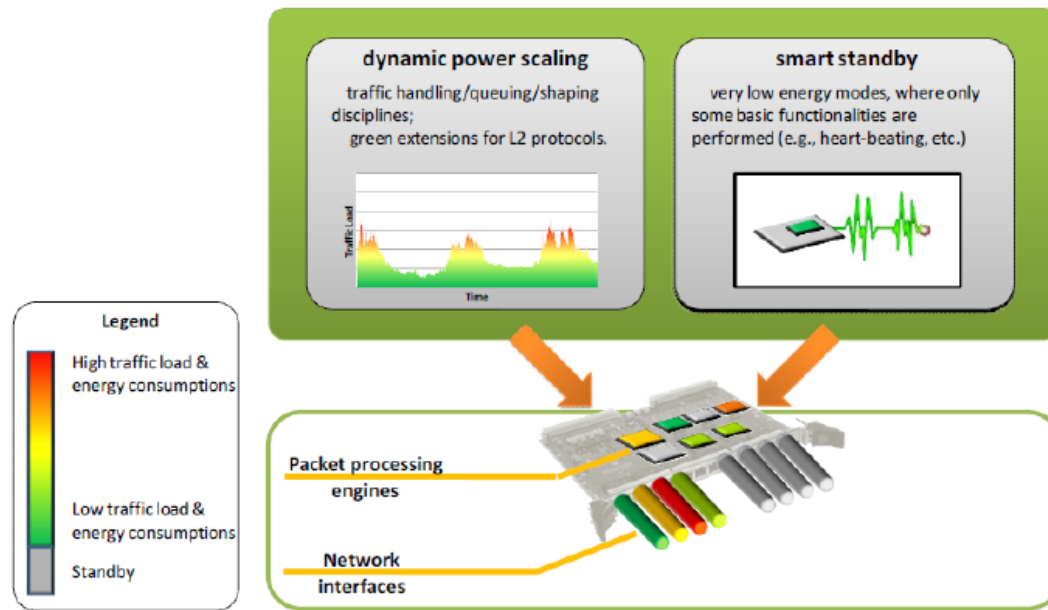 dynamic power scaling
traffic handling/queuing/shaping
disciplines;
green extensions for L2 protocols.
Traffic Load
Time
smart standby
very low energy modes, where only
some basic functionalities are
performed (e.g., heart-beating, etc.)
Legend
High traffic load &
energy consumptions
Low traffic load &
energy consumptions
Standby
Packet processing
engines
Network
interfaces